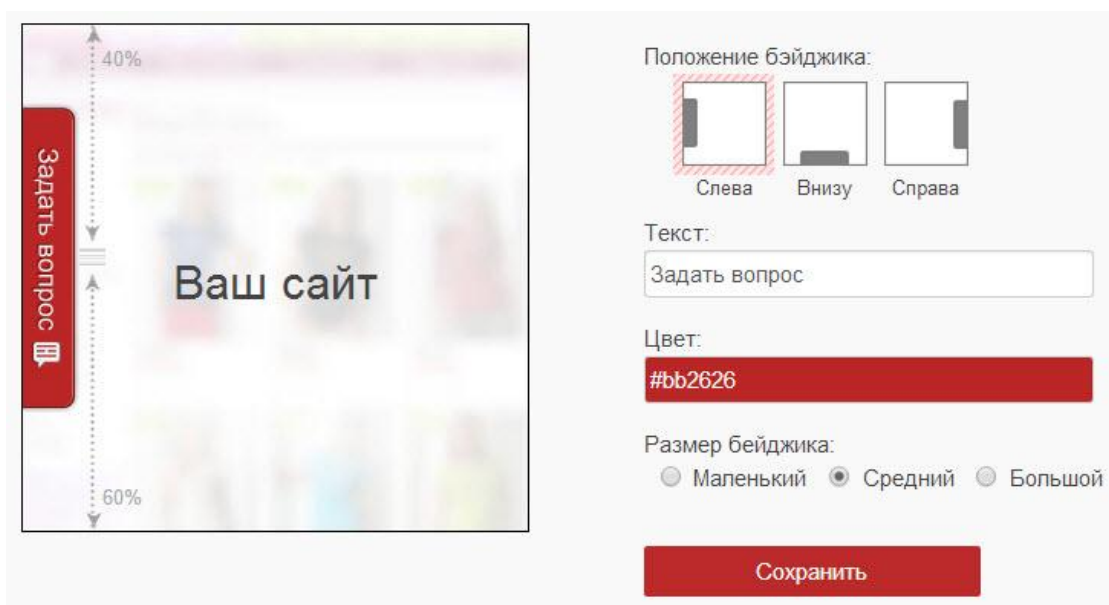 40%
Задать вопрос
Ваш сайт
60%
Положение бэйджика:
Слева Внизу Справа
Текст:
Задать вопрос
Цвет:
#bb2626
Размер бейджика:
Маленький Средний Большой
Сохранить